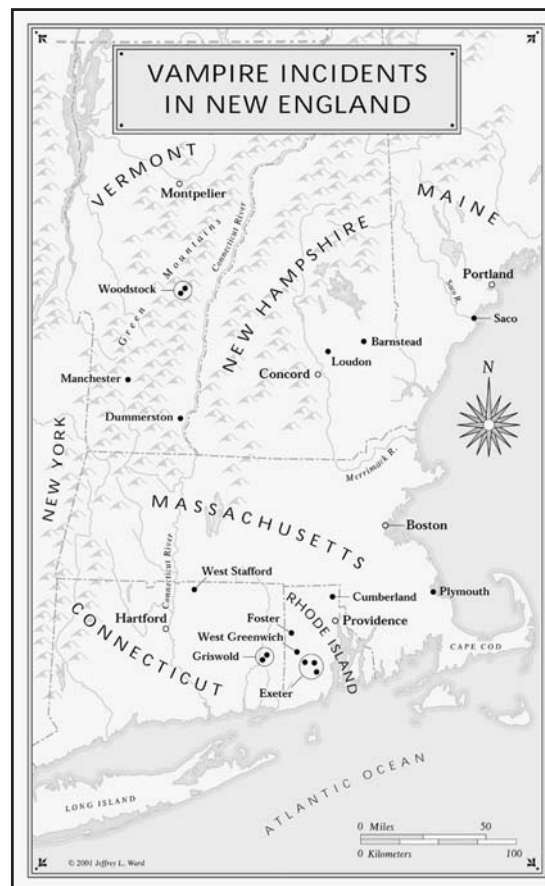 VAMPIRE INCIDENTS
IN NEW ENGLAND
VERMONT
Montpelier
MAINE
Green Mountains
Connecticut River
NEW HAMPSHIRE
Woodstock
Portland
Saco R.
Saco
Barnstead
Loudon
Concord
Manchester
Dummerston
N
NEW YORK
Merrimack R.
MASSACHUSETTS
Boston
Connecticut River
West Stafford
Cumberland
Plymouth
RHODE ISLAND
Hartford
Foster
Providence
CONNECTICUT
West Greenwich
Griswold
CAPE COD
Exeter
LONG ISLAND
ATLANTIC OCEAN
0 Miles 50
0 Kilometers 100
© 2001 Jeffrey L. Ward